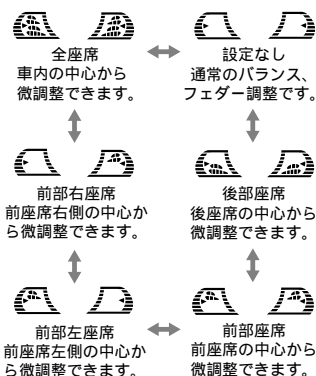 全座席
車内の中心から
微調整できます。
設定なし
通常のバランス、
フェダー調整です。
前部右座席
前座席右側の中心か
ら微調整できます。
後部座席
後座席の中心から
微調整できます。
前部左座席
前座席左側の中心か
ら微調整できます。
前部座席
前座席の中心から
微調整できます。